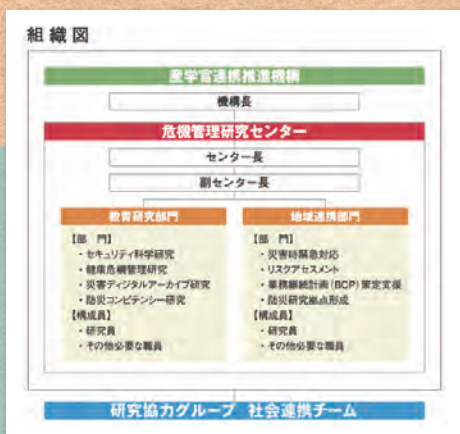 組織図
産学官連携推進機構
機構長
危機管理研究センター
センター長
副センター長
教育研究部門
【部 門】
・セキュリティ科学研究
・健康危機管理研究
・災害ディジタルアーカイブ研究
・防災コンピテンシー研究
【構成員】
・研究員
・その他必要な職員
地域連携部門
【部 門】
・災害時緊急対応
・リスクアセスメント
・業務継続計画(BCP)策定支援
・防災研究拠点形成
【構成員】
・研究員
・その他必要な職員
研究協力グループ 社会連携チーム